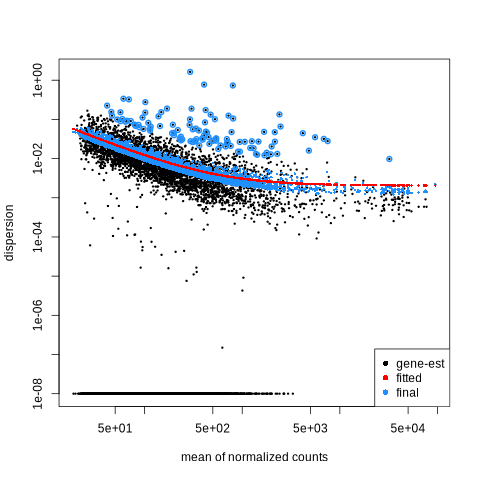 1e+00
1e-02
1e-04
1e-06
1e-08
dispersion
gene-est
fitted
final
5e+01
5e+02
5e+03
5e+04
mean of normalized counts